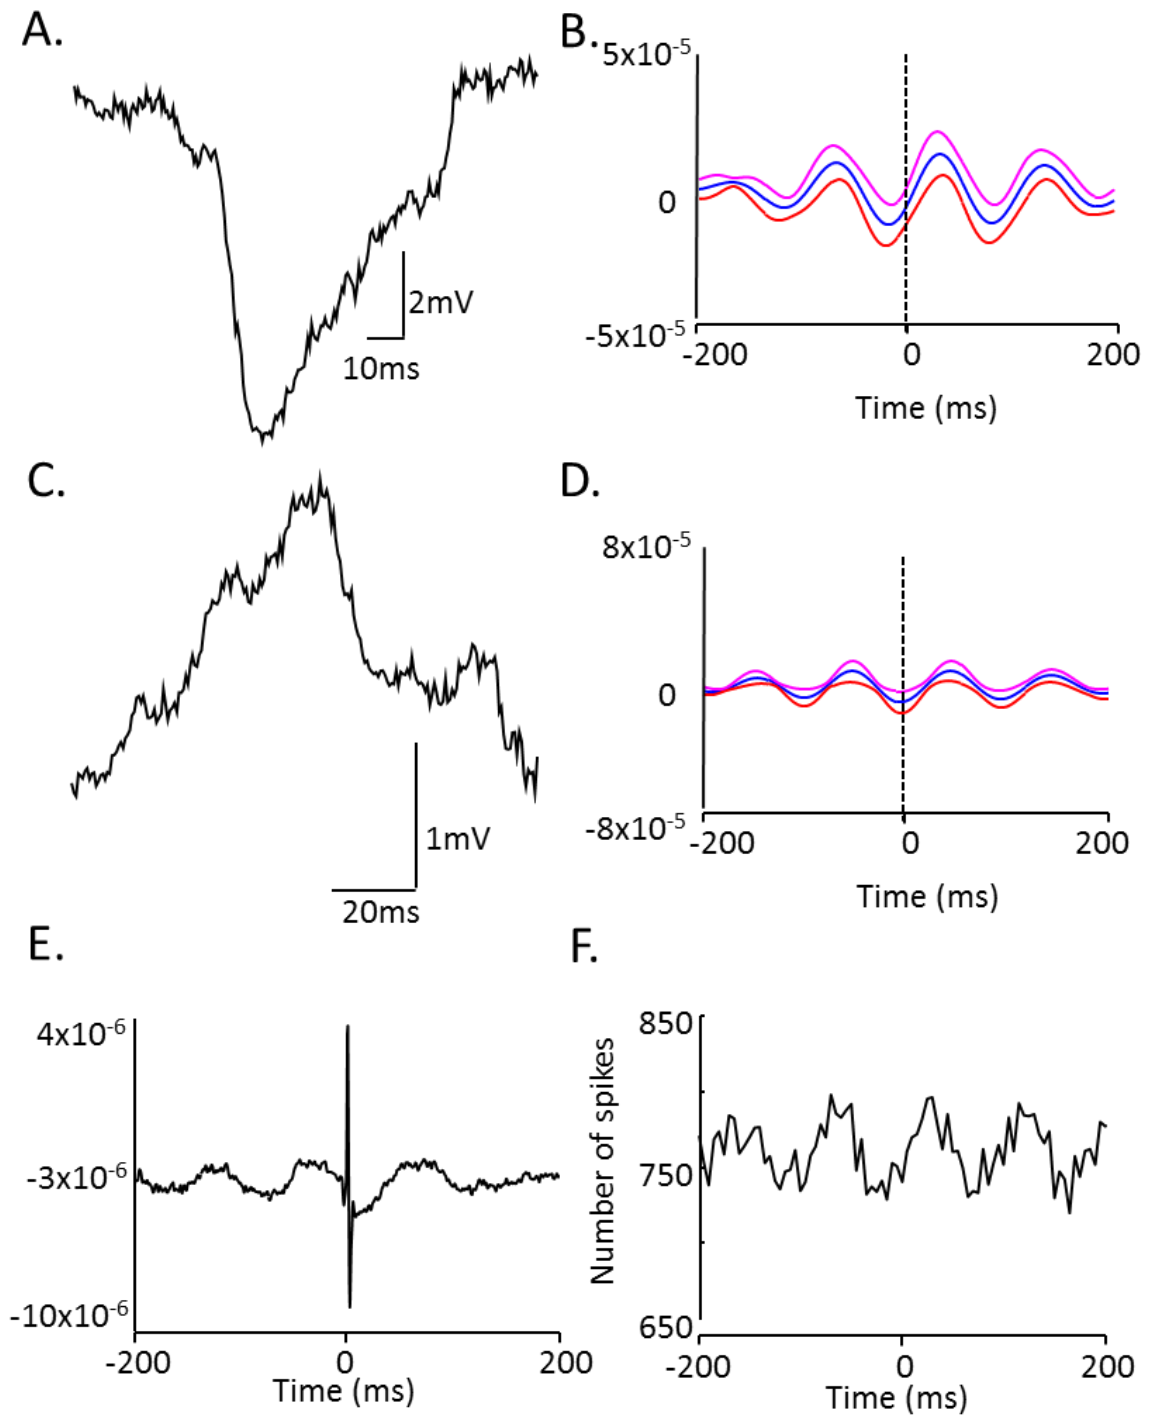 A.
2mV
10ms
B.
5x10⁻⁵
0
-5x10⁻⁵
-200 0 200
Time (ms)
C.
1mV
20ms
D.
8x10⁻⁵
0
-8x10⁻⁵
-200 0 200
Time (ms)
E.
4x10⁻⁶
-3x10⁻⁶
-10x10⁻⁶
-200 0 200
Time (ms)
F.
Number of spikes
850
750
650
-200 0 200
Time (ms)